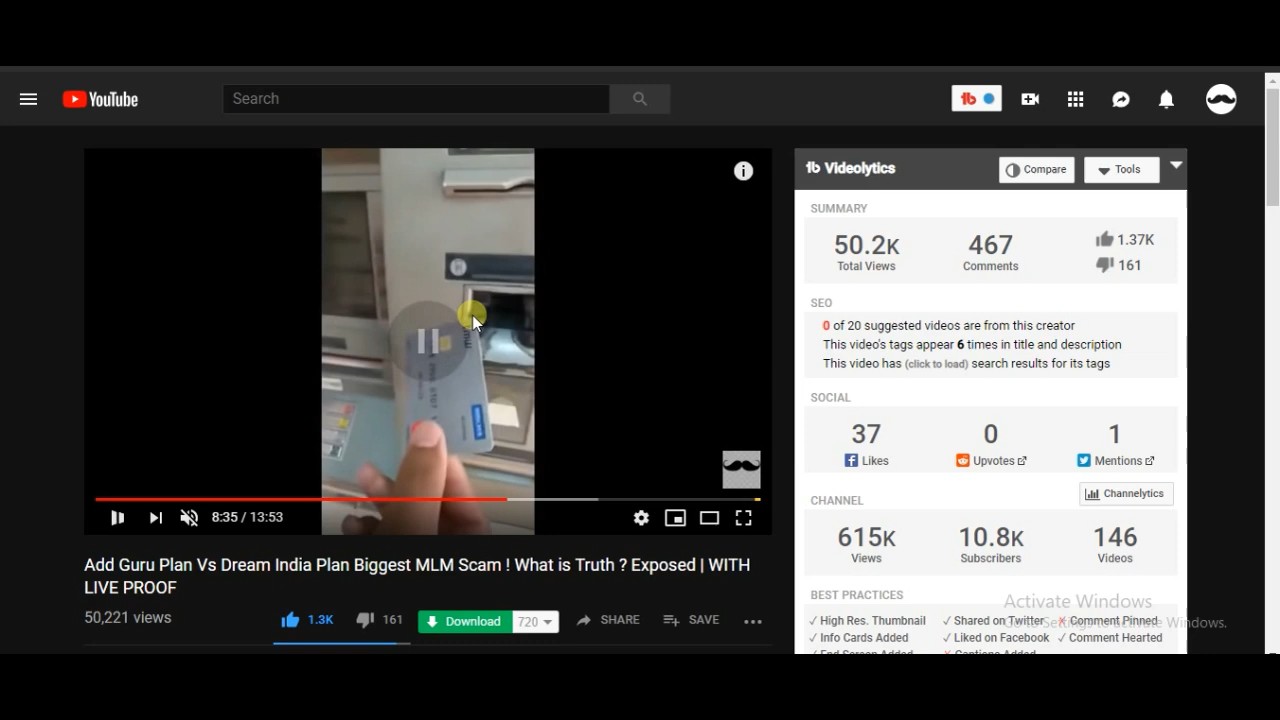 YouTube
Search
Videolytics
Compare
Tools
SUMMARY
50.2K
Total Views
467
Comments
1.37K
161
SEO
0 of 20 suggested videos are from this creator
This video's tags appear 6 times in title and description
This video has (click to load) search results for its tags
SOCIAL
37
Likes
0
Upvotes
1
Mentions
CHANNEL
Channelytics
615K
Views
10.8K
Subscribers
146
Videos
BEST PRACTICES
High Res. Thumbnail
Shared on Twitter
Comment Pinned
Info Cards Added
Liked on Facebook
Comment Hearted
End Screen Added
Captions Added
8:35 / 13:53
Add Guru Plan Vs Dream India Plan Biggest MLM Scam ! What is Truth ? Exposed | WITH
LIVE PROOF
50,221 views
1.3K
161
Download
720
SHARE
SAVE
Activate Windows
Go to Settings to activate Windows.